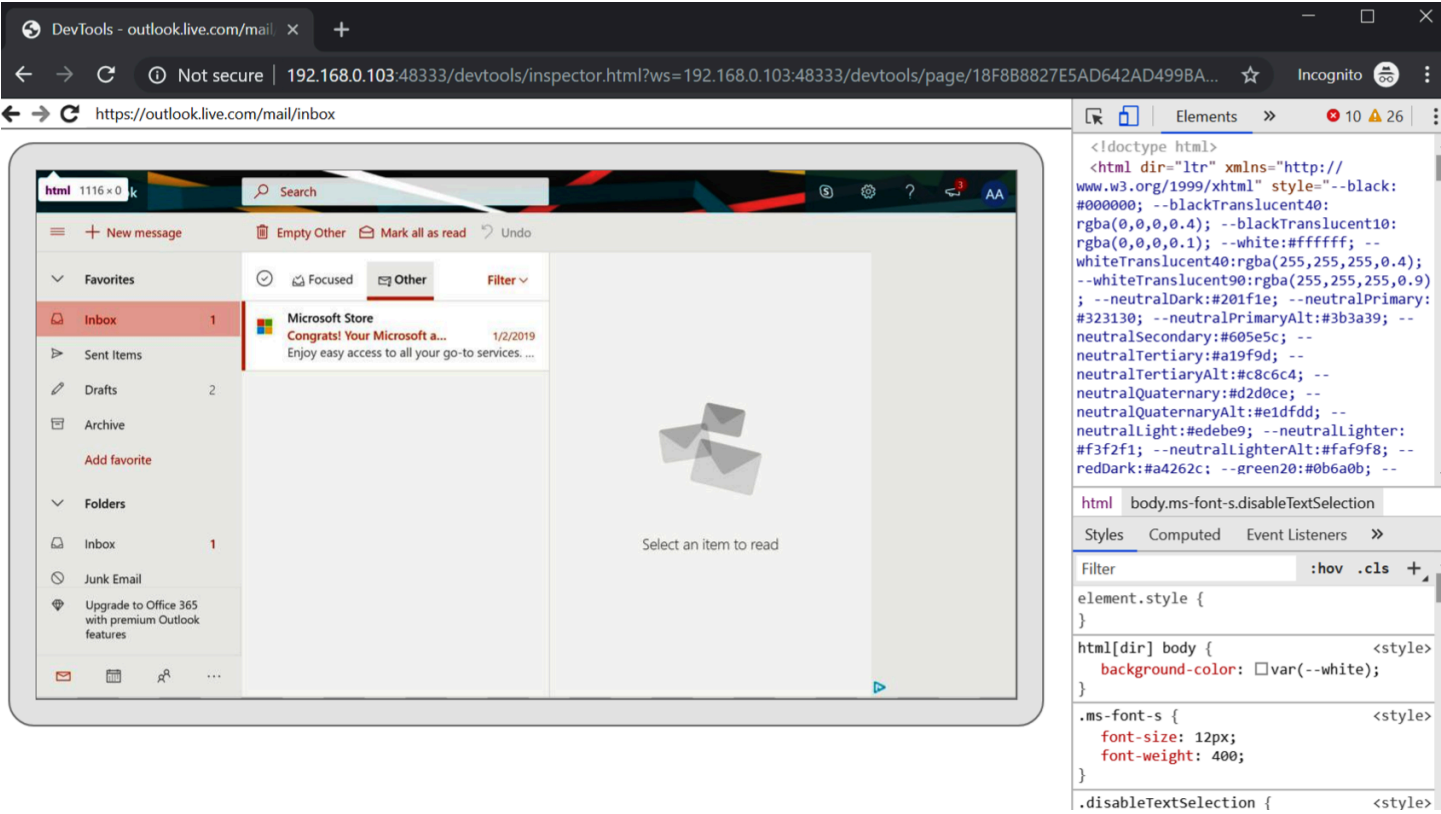 DevTools - outlook.live.com/mail/
Not secure | 192.168.0.103:48333/devtools/inspector.html?ws=192.168.0.103:48333/devtools/page/18F8B8827E5AD642AD499BA... Incognito
https://outlook.live.com/mail/inbox
html 1116 × 0 k
Search
? 3 AA
New message
Empty Other Mark all as read Undo
Favorites
Inbox 1
Sent Items
Drafts 2
Archive
Add favorite
Folders
Inbox 1
Junk Email
Upgrade to Office 365
with premium Outlook
features
...
Focused Other Filter
Microsoft Store
Congrats! Your Microsoft a... 1/2/2019
Enjoy easy access to all your go-to services. ...
Select an item to read
Elements » 10 26
<!doctype html>
<html dir="ltr" xmlns="http://
www.w3.org/1999/xhtml" style="--black:
#000000; --blackTranslucent40:
rgba(0,0,0,0.4); --blackTranslucent10:
rgba(0,0,0,0.1); --white:#ffffff; --
whiteTranslucent40:rgba(255,255,255,0.4);
--whiteTranslucent90:rgba(255,255,255,0.9)
; --neutralDark:#201f1e; --neutralPrimary:
#323130; --neutralPrimaryAlt:#3b3a39; --
neutralSecondary:#605e5c; --
neutralTertiary:#a19f9d; --
neutralTertiaryAlt:#c8c6c4; --
neutralQuaternary:#d2d0ce; --
neutralQuaternaryAlt:#e1dfdd; --
neutralLight:#edebe9; --neutralLighter:
#f3f2f1; --neutralLighterAlt:#faf9f8; --
redDark:#a4262c; --green20:#0b6a0b; --
html body.ms-font-s.disableTextSelection
Styles Computed Event Listeners »
Filter :hov .cls +
element.style {
}
html[dir] body { <style>
background-color: var(--white);
}
.ms-font-s { <style>
font-size: 12px;
font-weight: 400;
}
.disableTextSelection { <style>